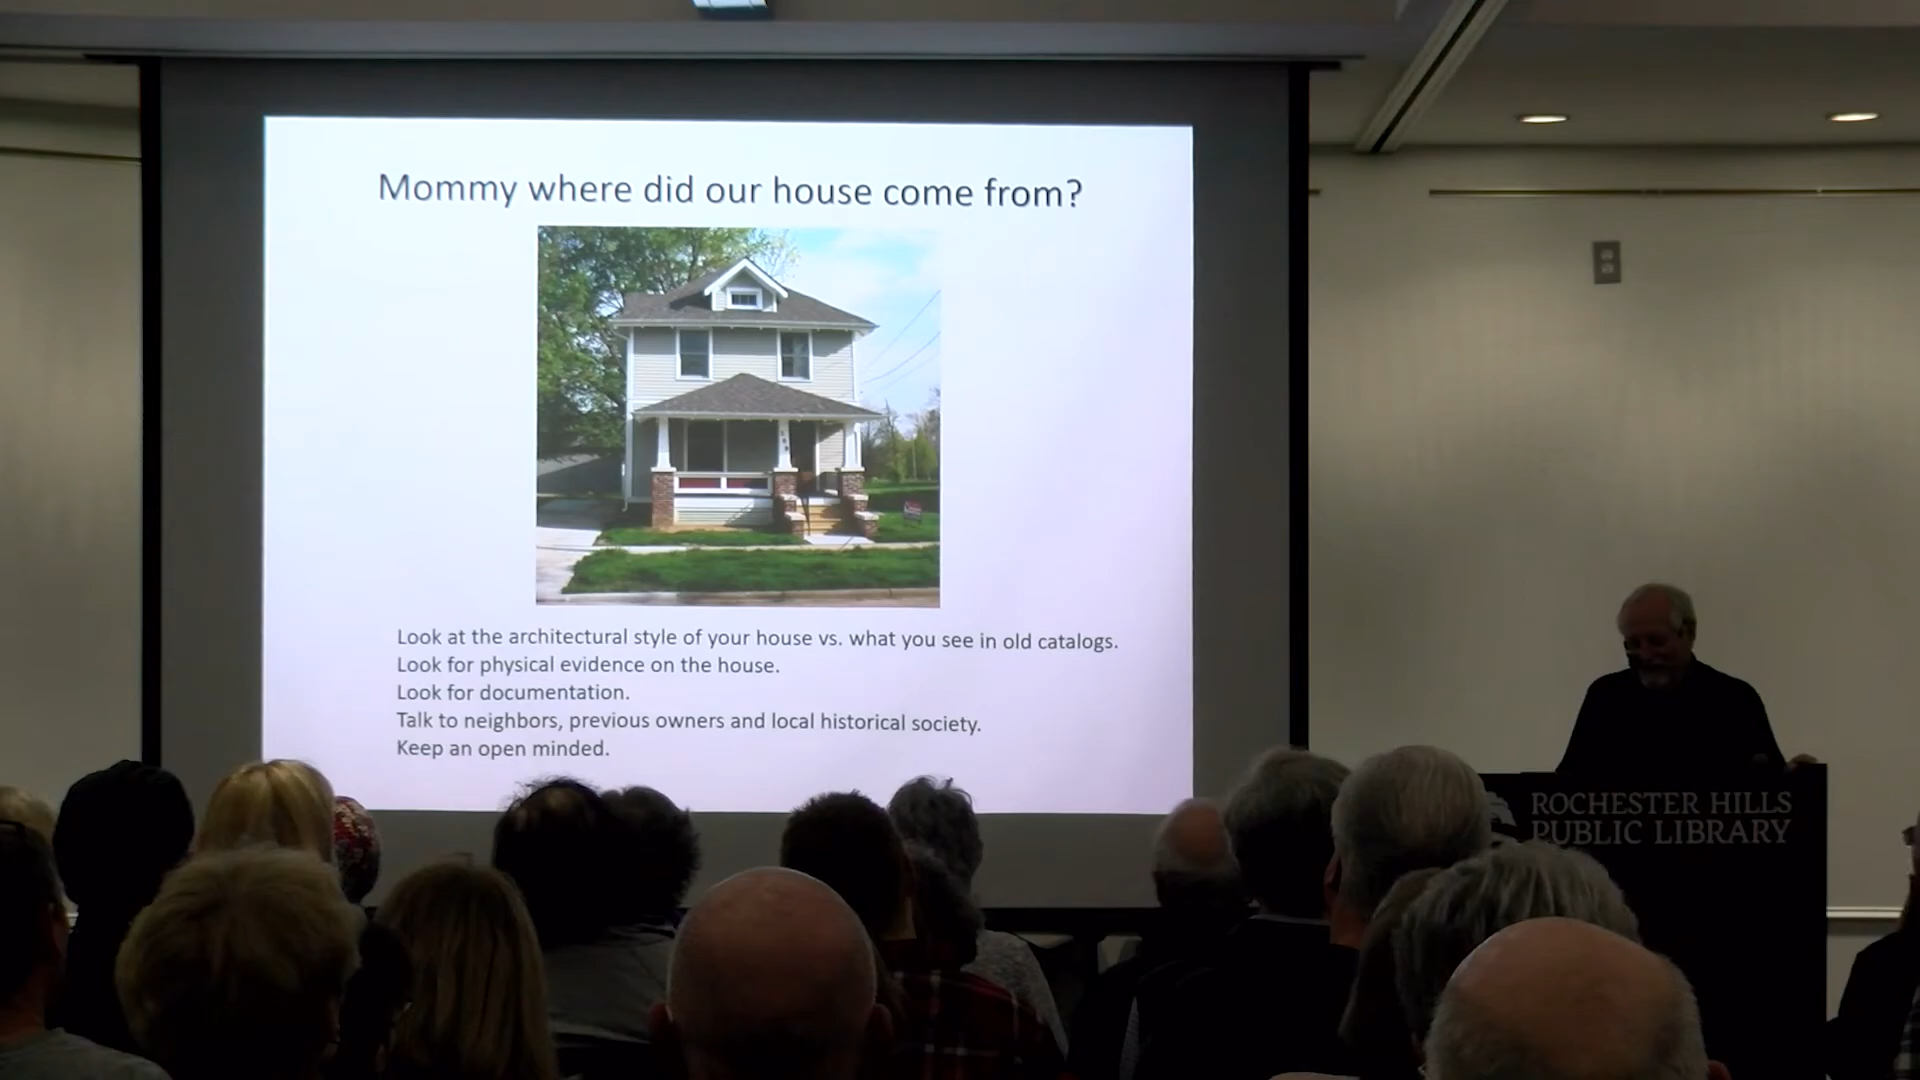 Mommy where did our house come from?
Look at the architectural style of your house vs. what you see in old catalogs.
Look for physical evidence on the house.
Look for documentation.
Talk to neighbors, previous owners and local historical society.
Keep an open minded.
ROCHESTER HILLS
PUBLIC LIBRARY